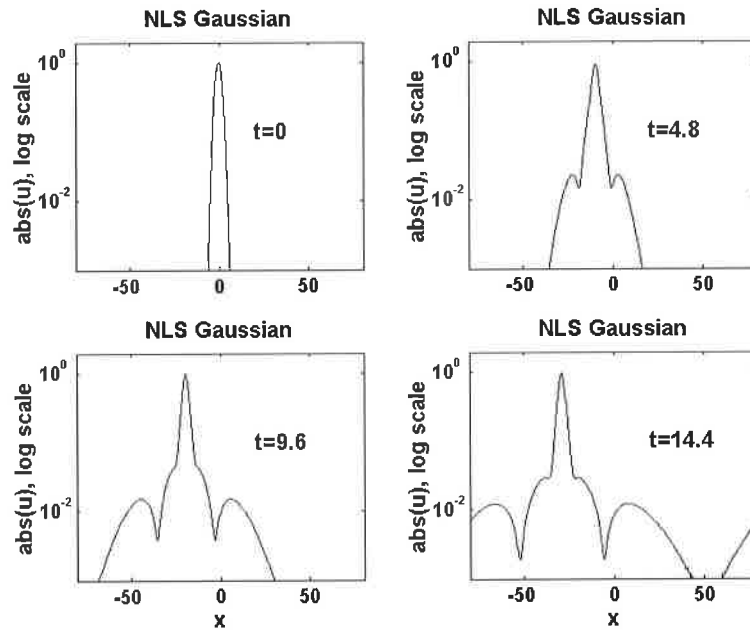 NLS Gaussian
abs(u), log scale
10^0
10^-2
t=0
-50 0 50
NLS Gaussian
abs(u), log scale
10^0
10^-2
t=4.8
-50 0 50
NLS Gaussian
abs(u), log scale
10^0
10^-2
t=9.6
-50 0 50
x
NLS Gaussian
abs(u), log scale
10^0
10^-2
t=14.4
-50 0 50
x